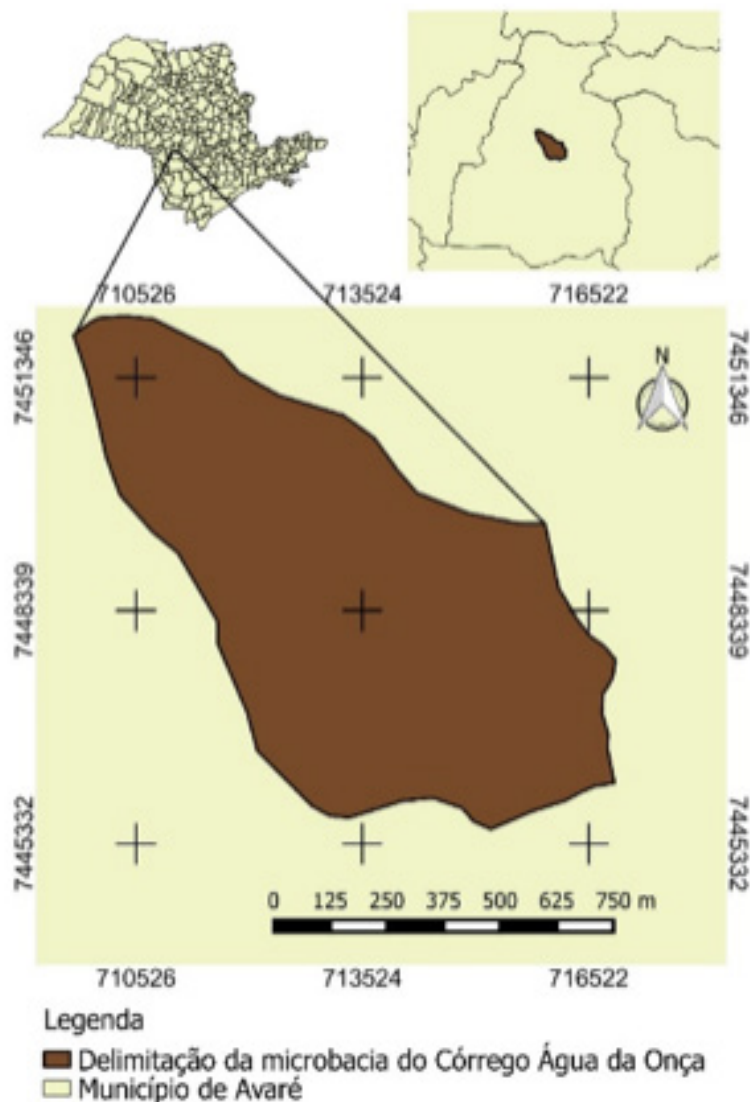 710526 713524 716522
7451346 7451346
N
7448339 7448339
7445332 7445332
0 125 250 375 500 625 750 m
710526 713524 716522
Legenda
Delimitação da microbacia do Córrego Água da Onça
Município de Avaré